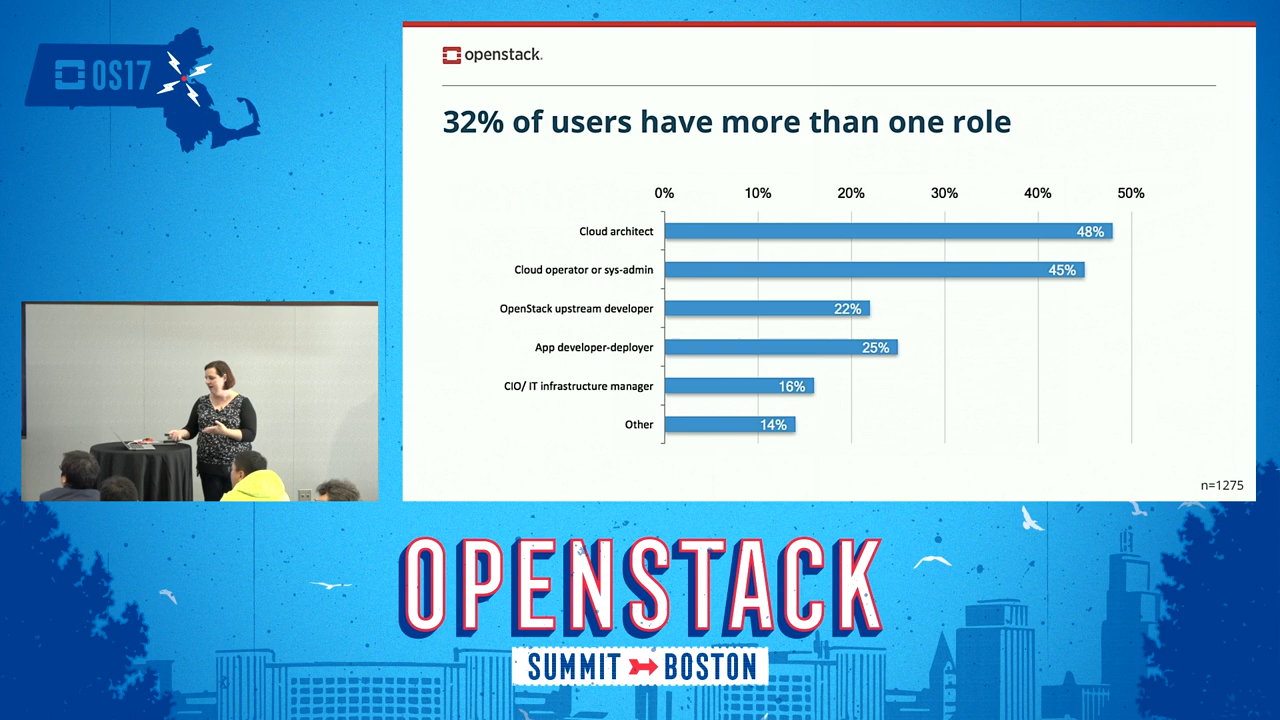 OS17
openstack.
32% of users have more than one role
0% 10% 20% 30% 40% 50%
Cloud architect 48%
Cloud operator or sys-admin 45%
OpenStack upstream developer 22%
App developer-deployer 25%
CIO/ IT infrastructure manager 16%
Other 14%
n=1275
OPENSTACK
SUMMIT BOSTON